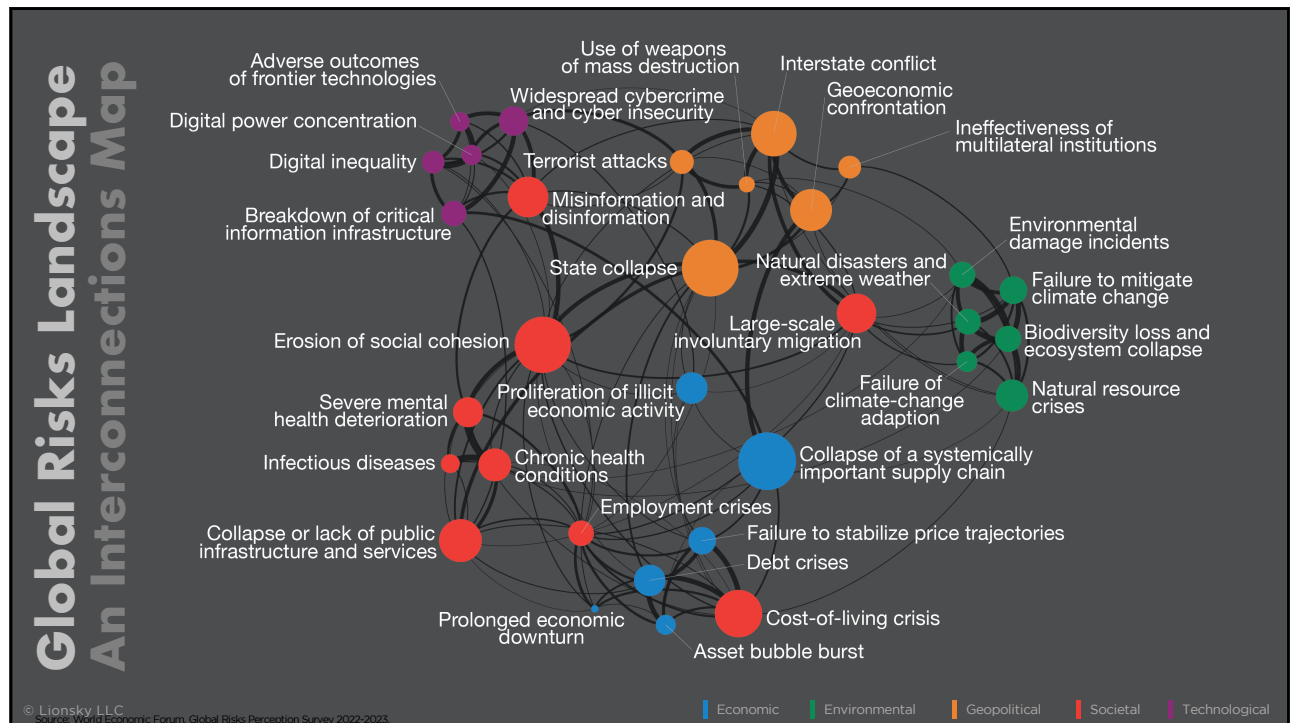 Global Risks Landscape
An Interconnections Map
Adverse outcomes
of frontier technologies
Use of weapons
of mass destruction
Interstate conflict
Geoeconomic
confrontation
Widespread cybercrime
and cyber insecurity
Digital power concentration
Ineffectiveness of
multilateral institutions
Digital inequality
Terrorist attacks
Misinformation and
disinformation
Breakdown of critical
information infrastructure
Environmental
damage incidents
State collapse
Natural disasters and
extreme weather
Failure to mitigate
climate change
Large-scale
involuntary migration
Biodiversity loss and
ecosystem collapse
Erosion of social cohesion
Failure of
climate-change
adaption
Natural resource
crises
Proliferation of illicit
economic activity
Severe mental
health deterioration
Infectious diseases
Chronic health
conditions
Collapse of a systemically
important supply chain
Employment crises
Collapse or lack of public
infrastructure and services
Failure to stabilize price trajectories
Debt crises
Prolonged economic
downturn
Cost-of-living crisis
Asset bubble burst
© Lionsky LLC
Source: World Economic Forum, Global Risks Perception Survey 2022-2023.
Economic
Environmental
Geopolitical
Societal
Technological